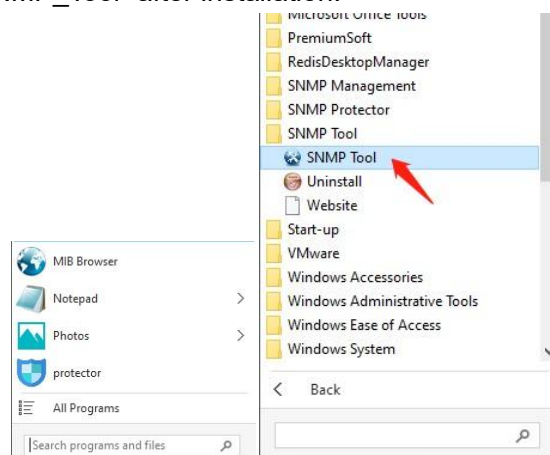 after installation.
Microsoft Office Tools
PremiumSoft
RedisDesktopManager
SNMP Management
SNMP Protector
SNMP Tool
SNMP Tool
Uninstall
Website
Start-up
VMware
Windows Accessories
Windows Administrative Tools
Windows Ease of Access
Windows System
Back
MIB Browser
Notepad
Photos
protector
All Programs
Search programs and files